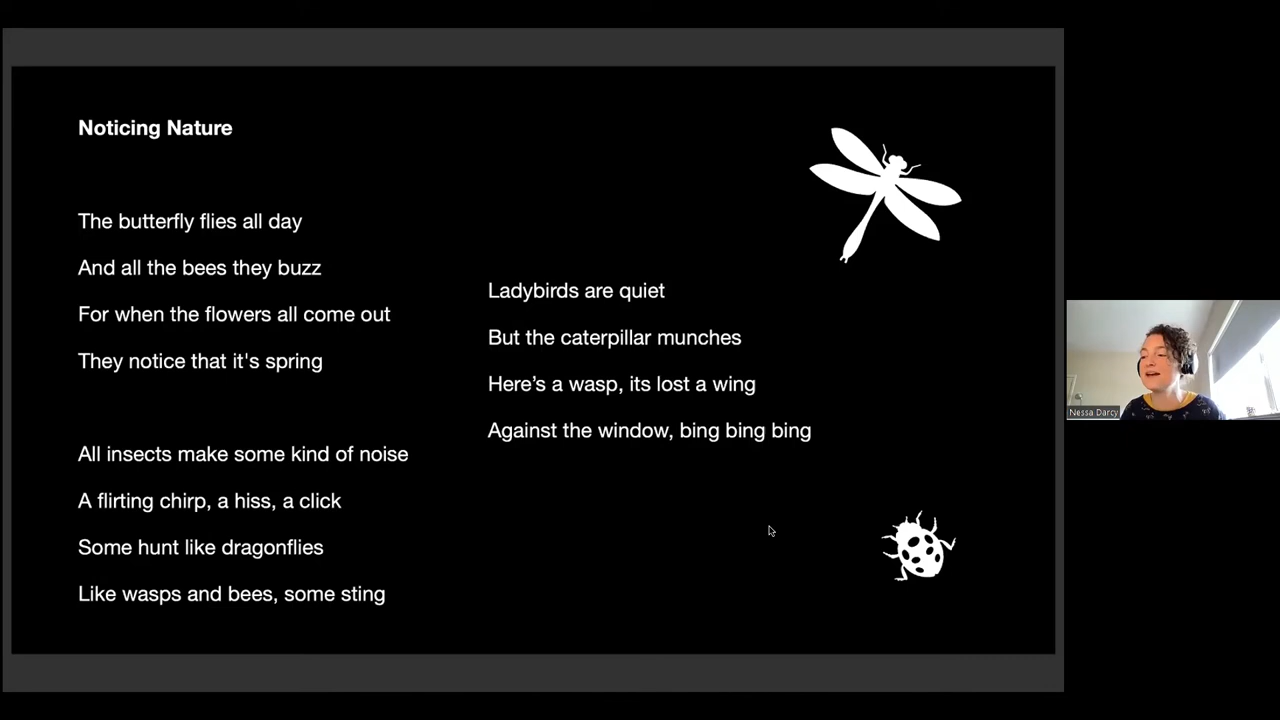 Noticing Nature
The butterfly flies all day
And all the bees they buzz
For when the flowers all come out
They notice that it's spring
All insects make some kind of noise
A flirting chirp, a hiss, a click
Some hunt like dragonflies
Like wasps and bees, some sting
Ladybirds are quiet
But the caterpillar munches
Here’s a wasp, its lost a wing
Against the window, bing bing bing
Nessa Darcy